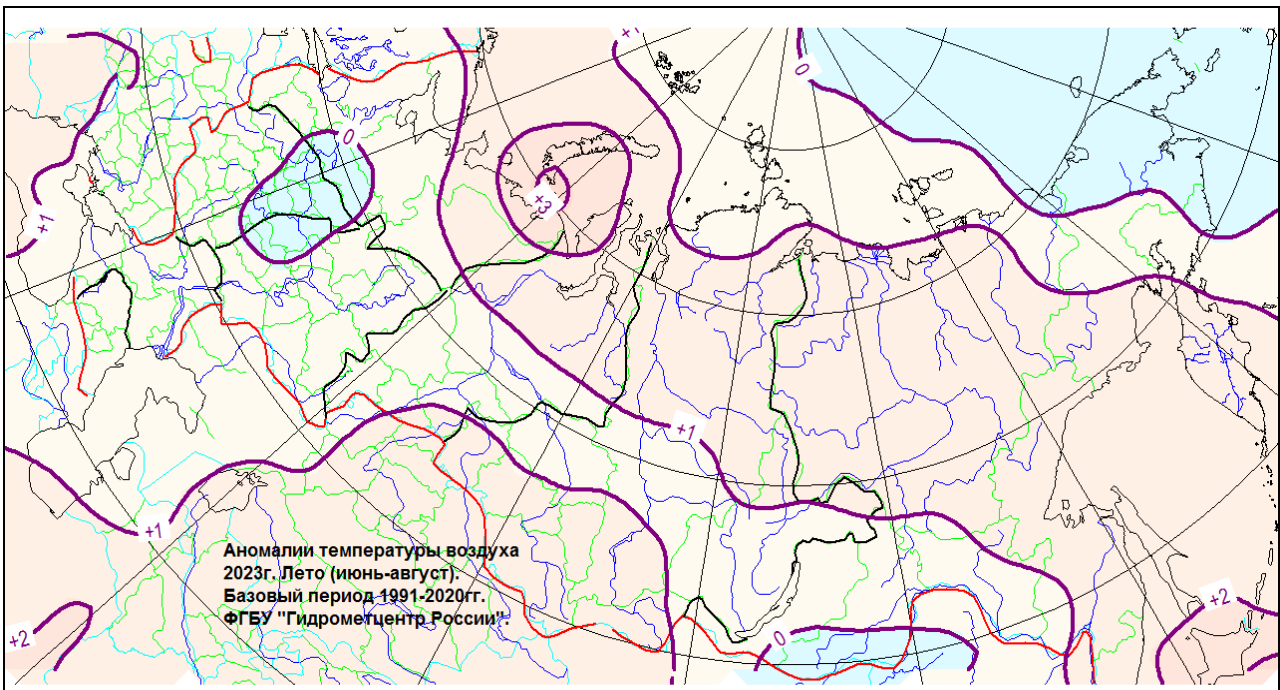 +1
0
0
+1
+3
+1
+1
+1
Аномалии температуры воздуха
2023г. Лето (июнь-август).
Базовый период 1991-2020гг.
ФГБУ "Гидрометцентр России".
+2
+2
0